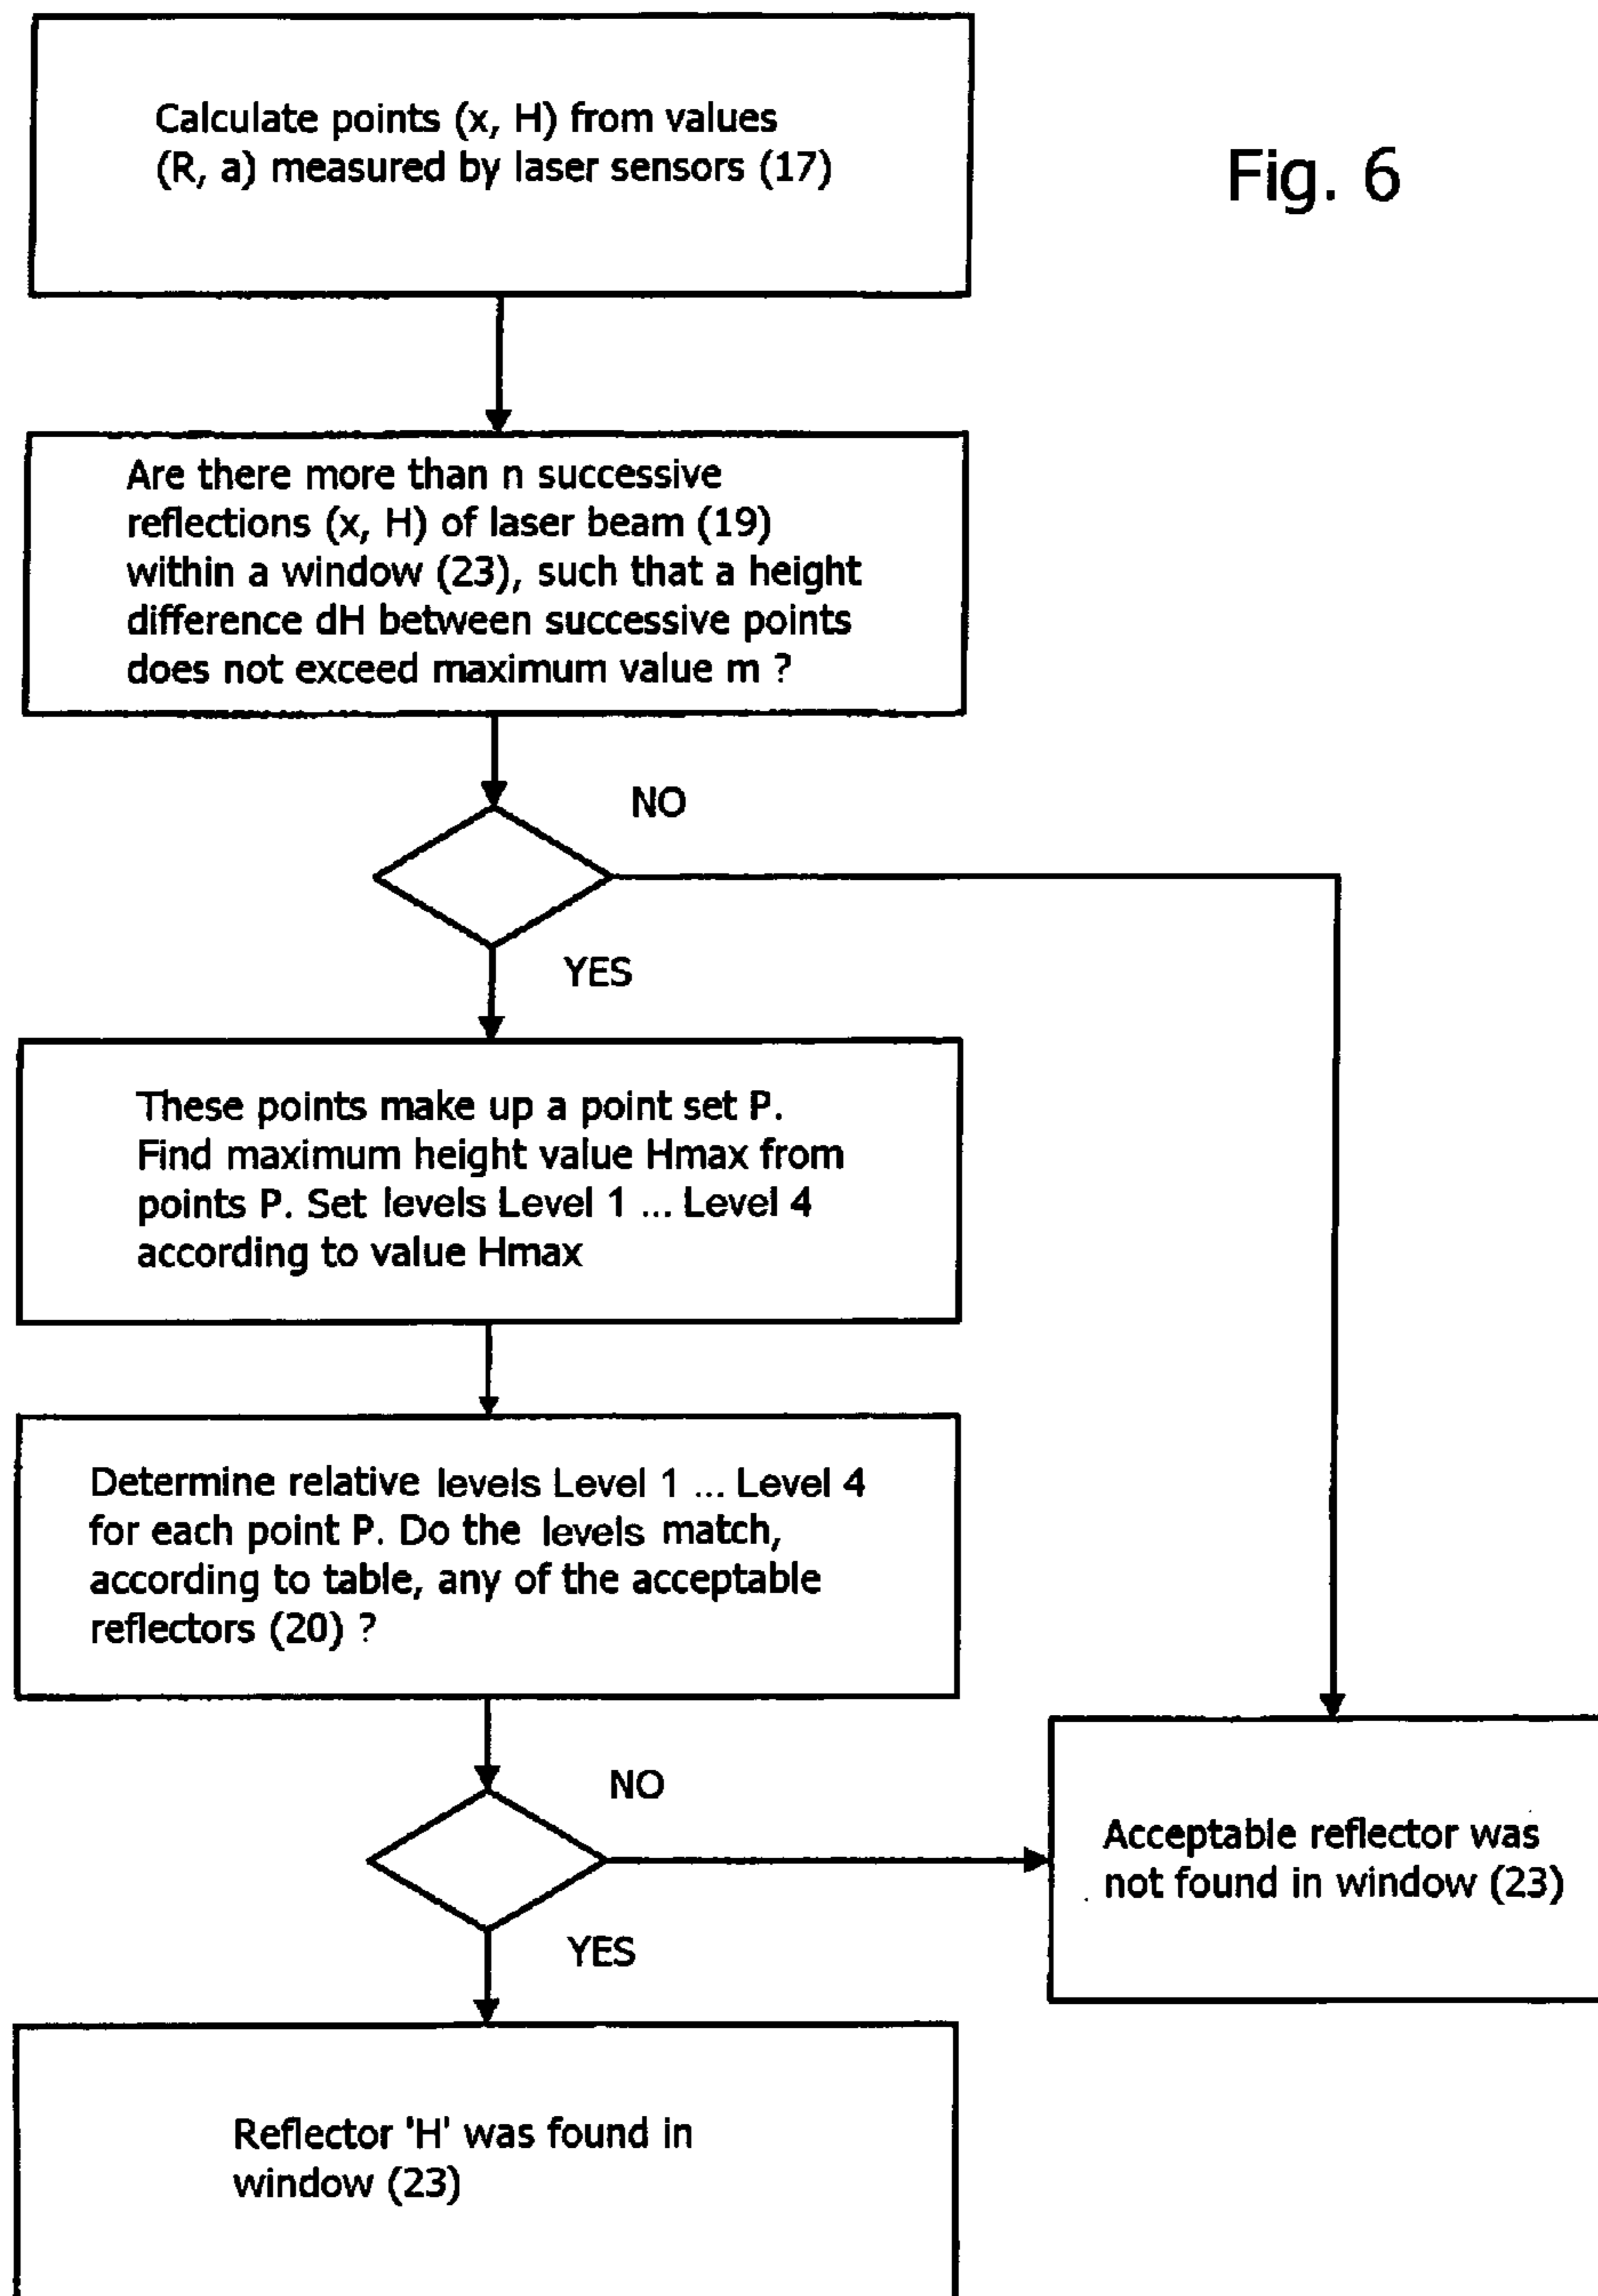 Calculate points (x, H) from values
(R, a) measured by laser sensors (17)
Fig. 6
Are there more than n successive
reflections (x, H) of laser beam (19)
within a window (23), such that a height
difference dH between successive points
does not exceed maximum value m ?
NO
YES
These points make up a point set P.
Find maximum height value Hmax from
points P. Set levels Level 1 ... Level 4
according to value Hmax
Determine relative levels Level 1 ... Level 4
for each point P. Do the levels match,
according to table, any of the acceptable
reflectors (20) ?
NO
Acceptable reflector was
not found in window (23)
YES
Reflector 'H' was found in
window (23)